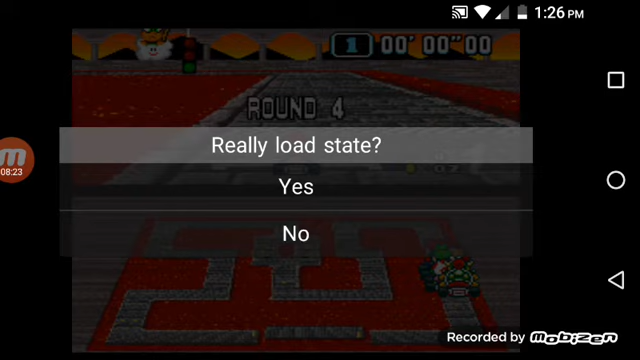 1:26 PM
1 00'00"00
ROUND 4
Really load state?
Yes
No
08:23
Recorded by Mobizen